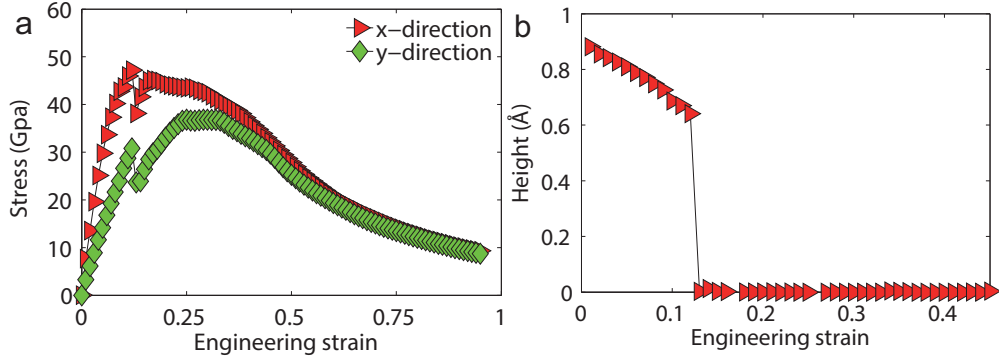 a
x-direction
y-direction
60
50
40
30
20
10
0
Stress (Gpa)
0
0.25
0.5
0.75
1
Engineering strain
b
1
0.8
0.6
0.4
0.2
0
Height (Å)
0
0.1
0.2
0.3
0.4
Engineering strain